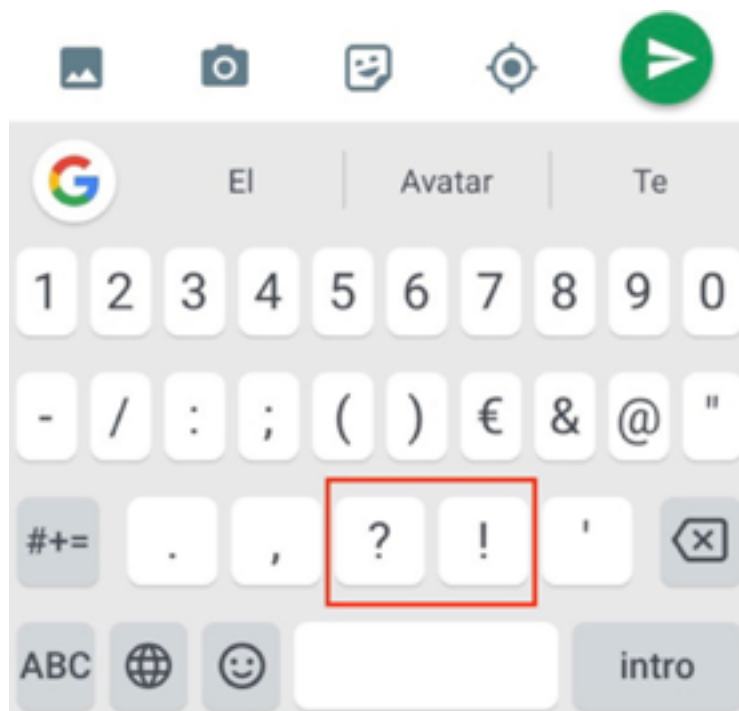 G El Avatar Te
1 2 3 4 5 6 7 8 9 0
- / : ; ( ) € & @ "
#+= . , ? ! '
ABC intro